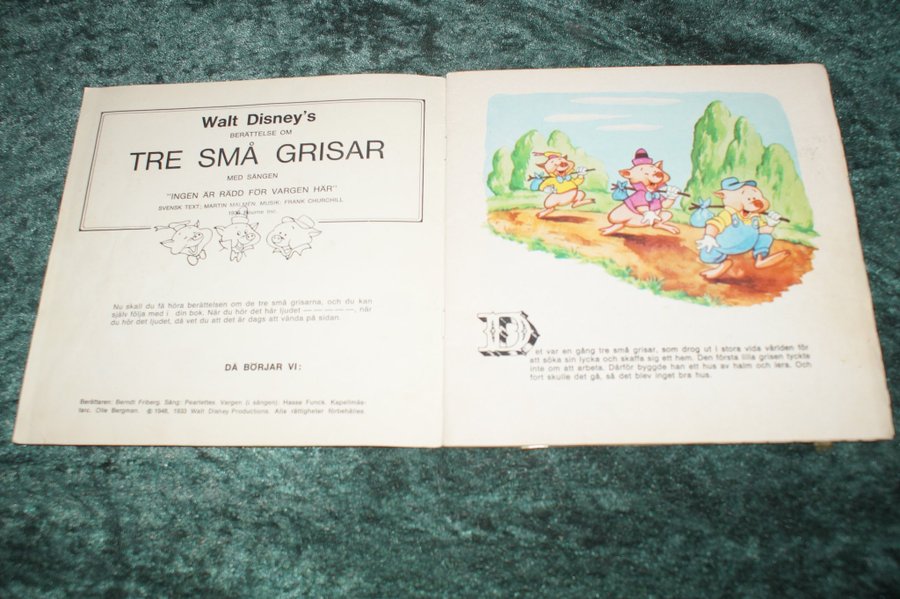 Walt Disney's
BERÄTTELSE OM
TRE SMÅ GRISAR
MED SÅNGEN
"INGEN ÄR RÄDD FÖR VARGEN HÄR"
SVENSK TEXT: MARTIN MALMÉN. MUSIK: FRANK CHURCHILL
Bourne Inc.
Nu skall du få höra berättelsen om de tre små grisarna, och du kan
själv följa med i din bok. När du hör det här ljudet — — — — —, när
du hör det ljudet, då vet du att det är dags att vända på sidan.
DÅ BÖRJAR VI:
Berättaren: Berndt Friberg. Sång: Pearlettes. Vargen (i sången): Hasse Funck. Kapellmäs-
tare: Olle Bergman. © 1948, 1933 Walt Disney Productions. Alla rättigheter förbehålles.
Det var en gång tre små grisar, som drog ut i stora vida världen för
att söka sin lycka och skaffa sig ett hem. Den första lilla grisen tyckte
inte om att arbeta. Därför byggde han ett hus av halm och lera. Och
fort skulle det gå, så det blev inget bra hus.